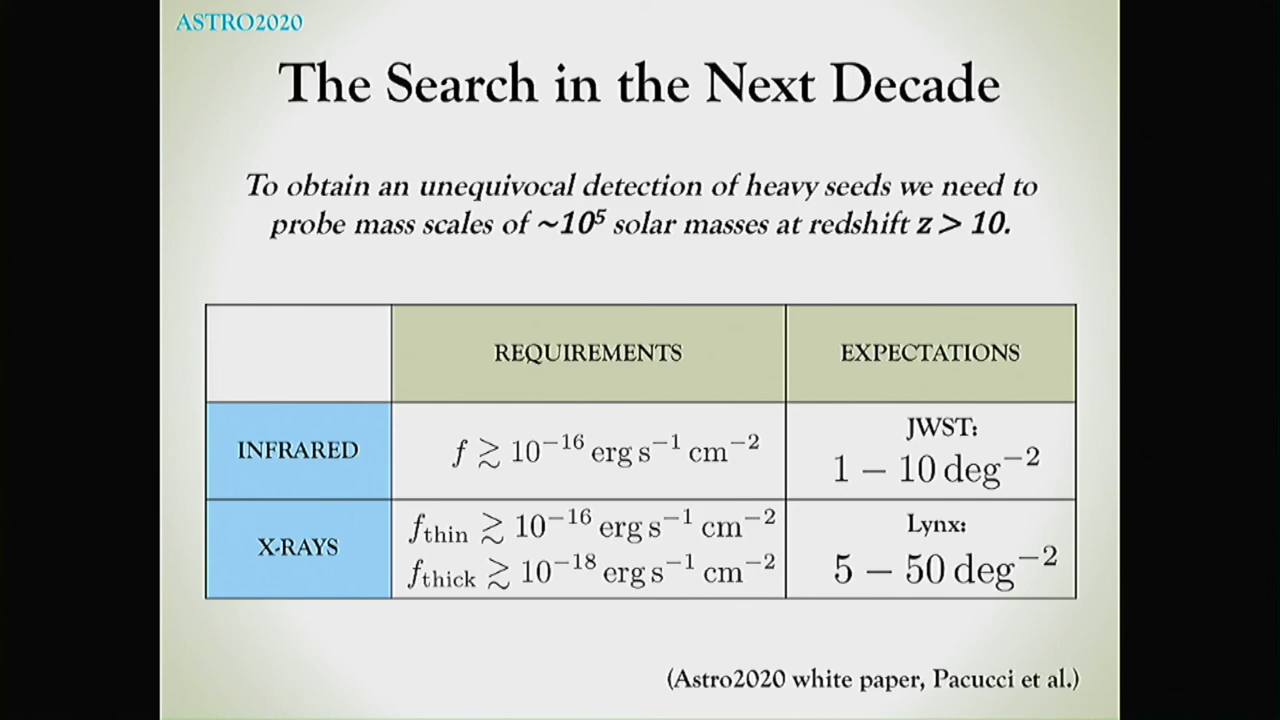 ASTRO2020
The Search in the Next Decade
To obtain an unequivocal detection of heavy seeds we need to
probe mass scales of ~10⁵ solar masses at redshift z > 10.
REQUIREMENTS
EXPECTATIONS
INFRARED
f ≳ 10⁻¹⁶ erg s⁻¹ cm⁻²
JWST:
1 − 10 deg⁻²
X-RAYS
f_thin ≳ 10⁻¹⁶ erg s⁻¹ cm⁻²
f_thick ≳ 10⁻¹⁸ erg s⁻¹ cm⁻²
Lynx:
5 − 50 deg⁻²
(Astro2020 white paper, Pacucci et al.)